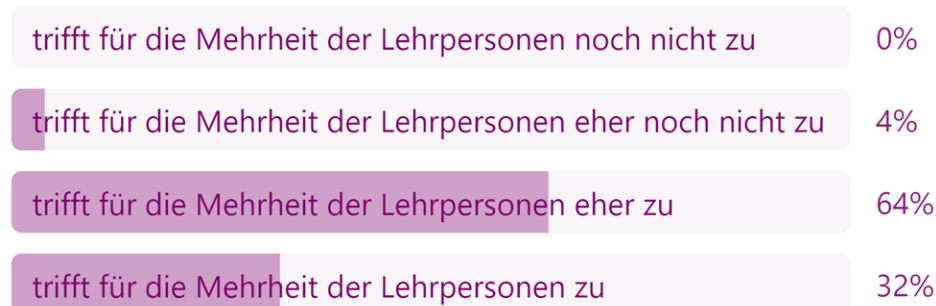 trifft für die Mehrheit der Lehrpersonen noch nicht zu 0%
trifft für die Mehrheit der Lehrpersonen eher noch nicht zu 4%
trifft für die Mehrheit der Lehrpersonen eher zu 64%
trifft für die Mehrheit der Lehrpersonen zu 32%